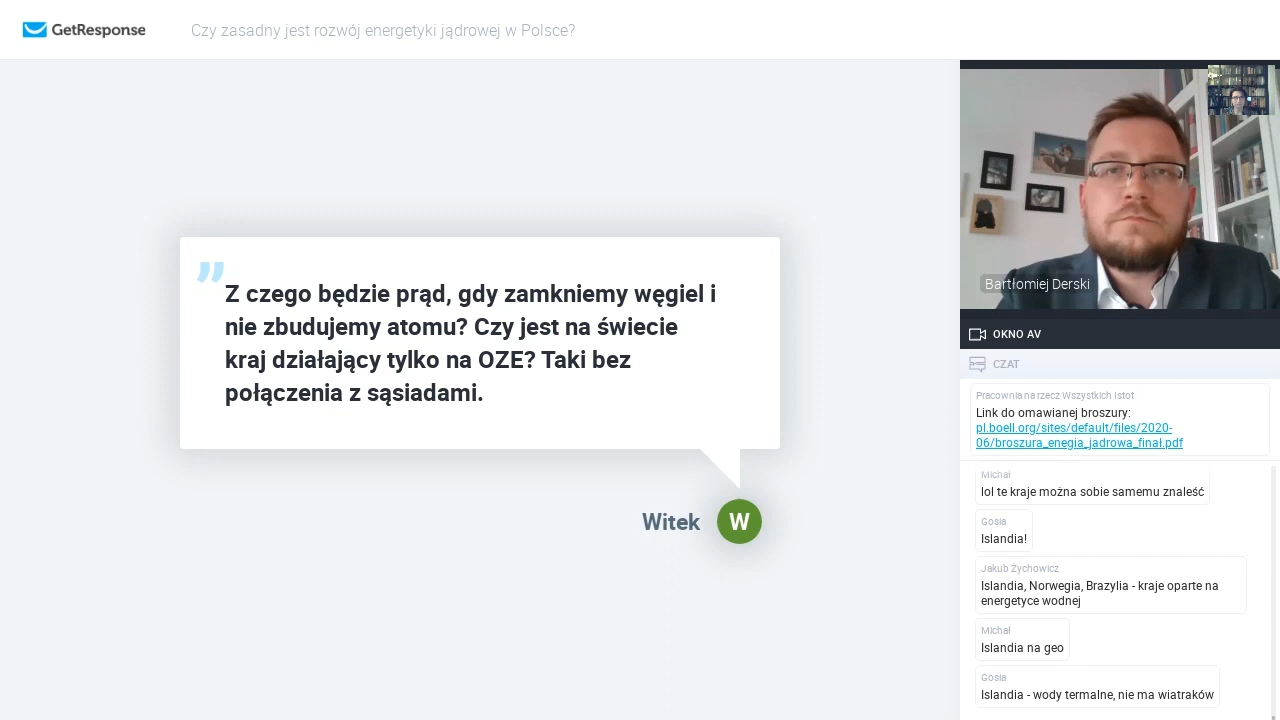 GetResponse
Czy zasadny jest rozwój energetyki jądrowej w Polsce?
”
Z czego będzie prąd, gdy zamkniemy węgiel i
nie zbudujemy atomu? Czy jest na świecie
kraj działający tylko na OZE? Taki bez
połączenia z sąsiadami.
Witek
W
Bartłomiej Derski
OKNO AV
CZAT
Pracownia na rzecz Wszystkich Istot
Link do omawianej broszury:
pl.boell.org/sites/default/files/2020-
06/broszura_enegia_jadrowa_finał.pdf
Michał
lol te kraje można sobie samemu znaleść
Gosia
Islandia!
Jakub Żychowicz
Islandia, Norwegia, Brazylia - kraje oparte na
energetyce wodnej
Michał
Islandia na geo
Gosia
Islandia - wody termalne, nie ma wiatraków